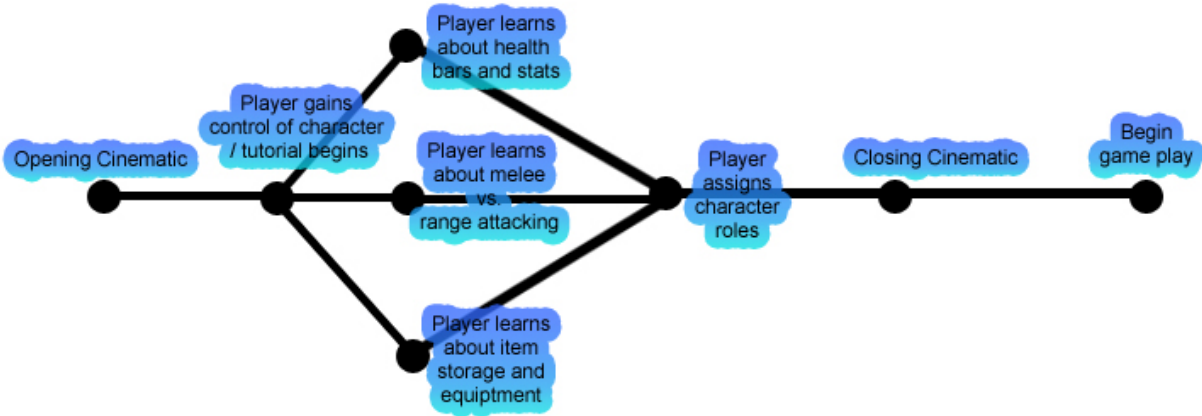 Opening Cinematic
Player gains
control of character
/ tutorial begins
Player learns
about health
bars and stats
Player learns
about melee
vs.
range attacking
Player learns
about item
storage and
equiptment
Player
assigns
character
roles
Closing Cinematic
Begin
game play